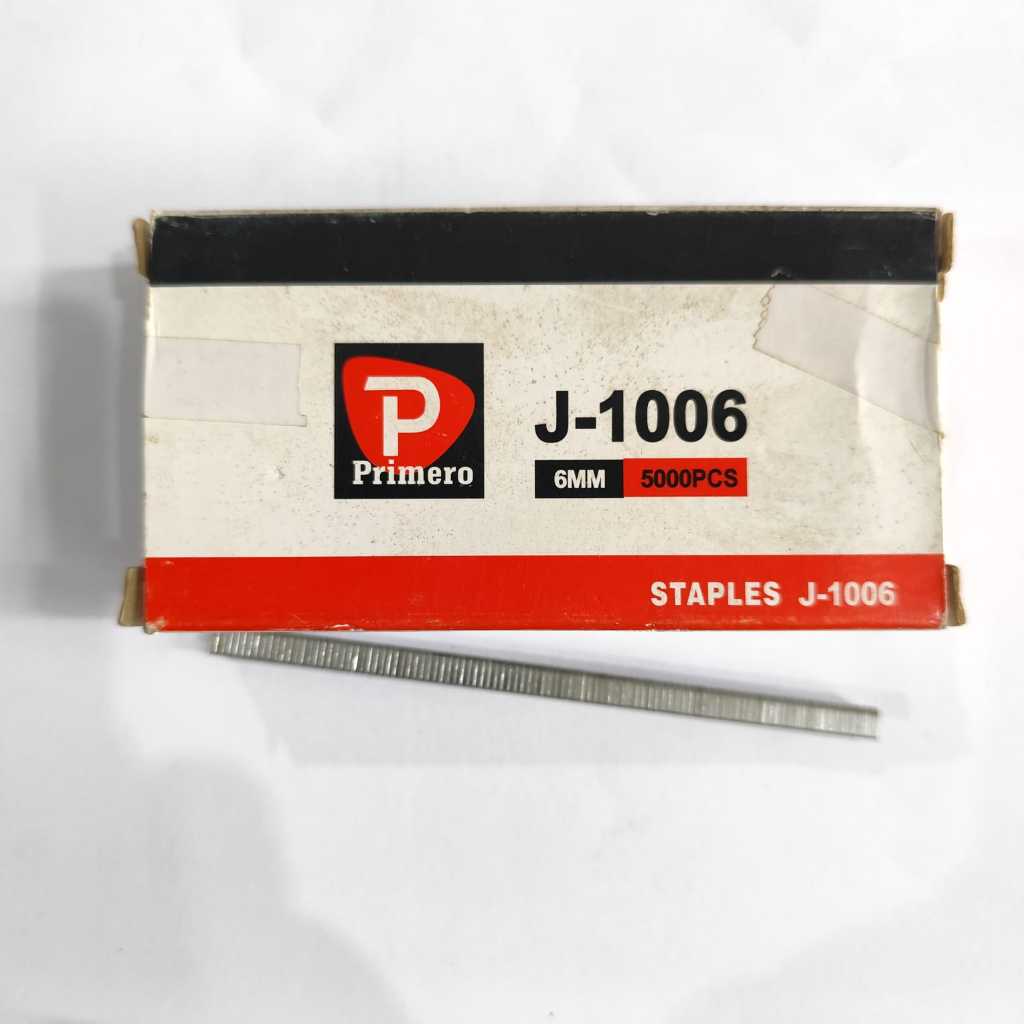 P
Primero
J-1006
6MM 5000PCS
STAPLES J-1006